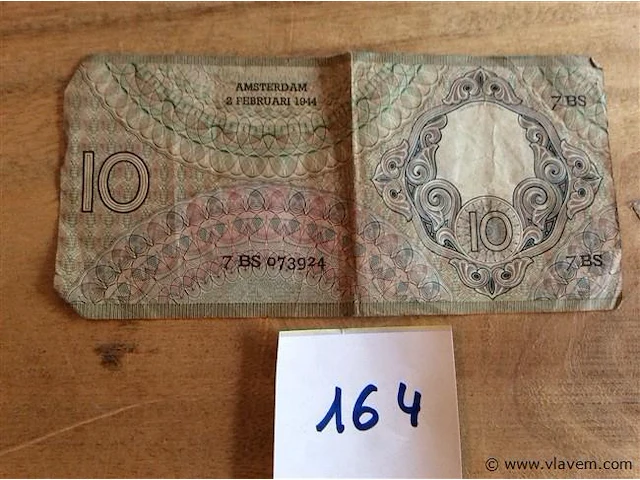 AMSTERDAM
2 FEBRUARI 1944
7 BS
10
10
7 BS 073924
7 BS
164
© www.vlavem.com